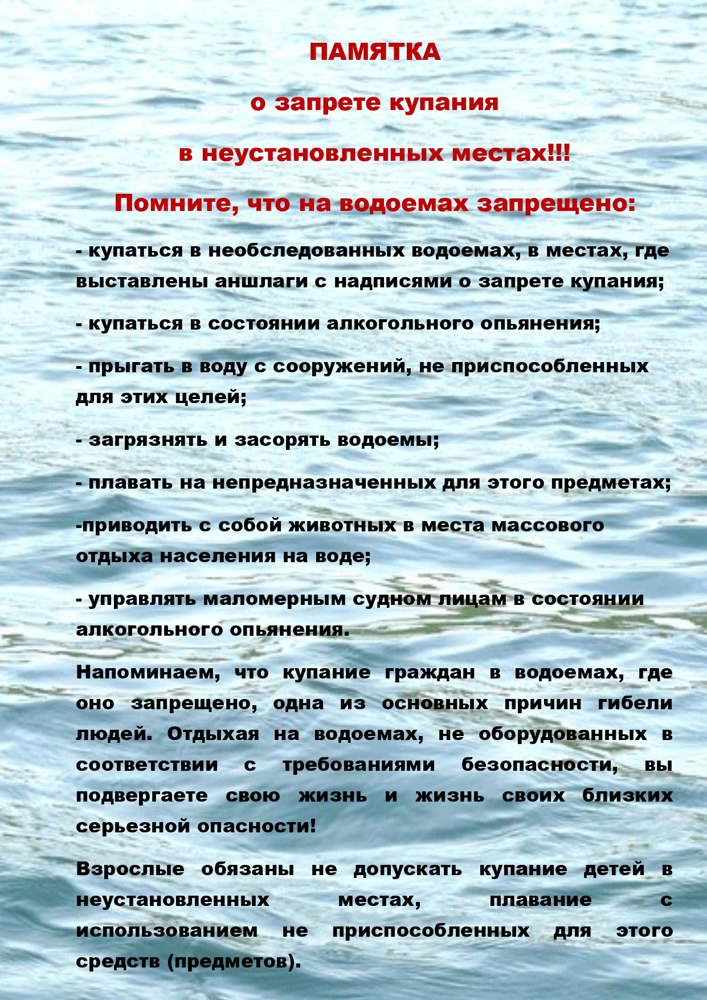 ПАМЯТКА
о запрете купания
в неустановленных местах!!!
Помните, что на водоемах запрещено:
- купаться в необследованных водоемах, в местах, где
выставлены аншлаги с надписями о запрете купания;
- купаться в состоянии алкогольного опьянения;
- прыгать в воду с сооружений, не приспособленных
для этих целей;
- загрязнять и засорять водоемы;
- плавать на непредназначенных для этого предметах;
-приводить с собой животных в места массового
отдыха населения на воде;
- управлять маломерным судном лицам в состоянии
алкогольного опьянения.
Напоминаем, что купание граждан в водоемах, где
оно запрещено, одна из основных причин гибели
людей. Отдыхая на водоемах, не оборудованных в
соответствии с требованиями безопасности, вы
подвергаете свою жизнь и жизнь своих близких
серьезной опасности!
Взрослые обязаны не допускать купание детей в
неустановленных местах, плавание с
использованием не приспособленных для этого
средств (предметов).